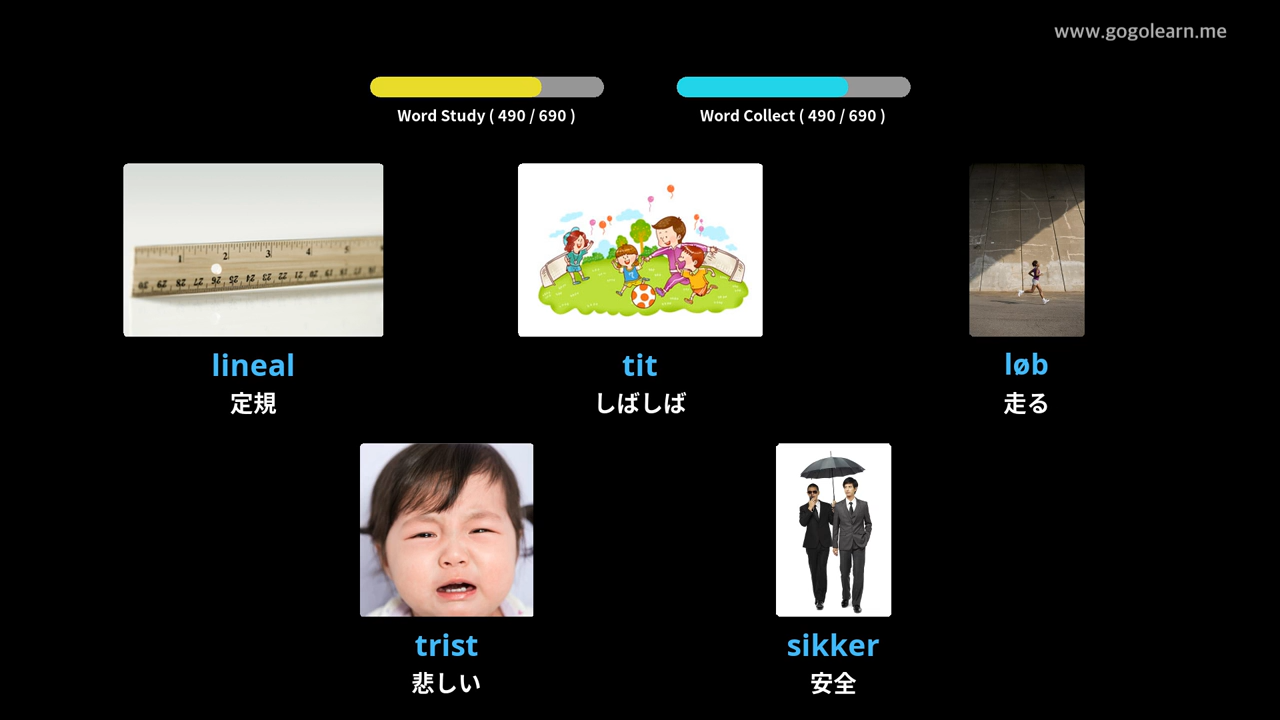 www.gogolearn.me
Word Study ( 490 / 690 )
Word Collect ( 490 / 690 )
lineal
定規
tit
しばしば
løb
走る
trist
悲しい
sikker
安全